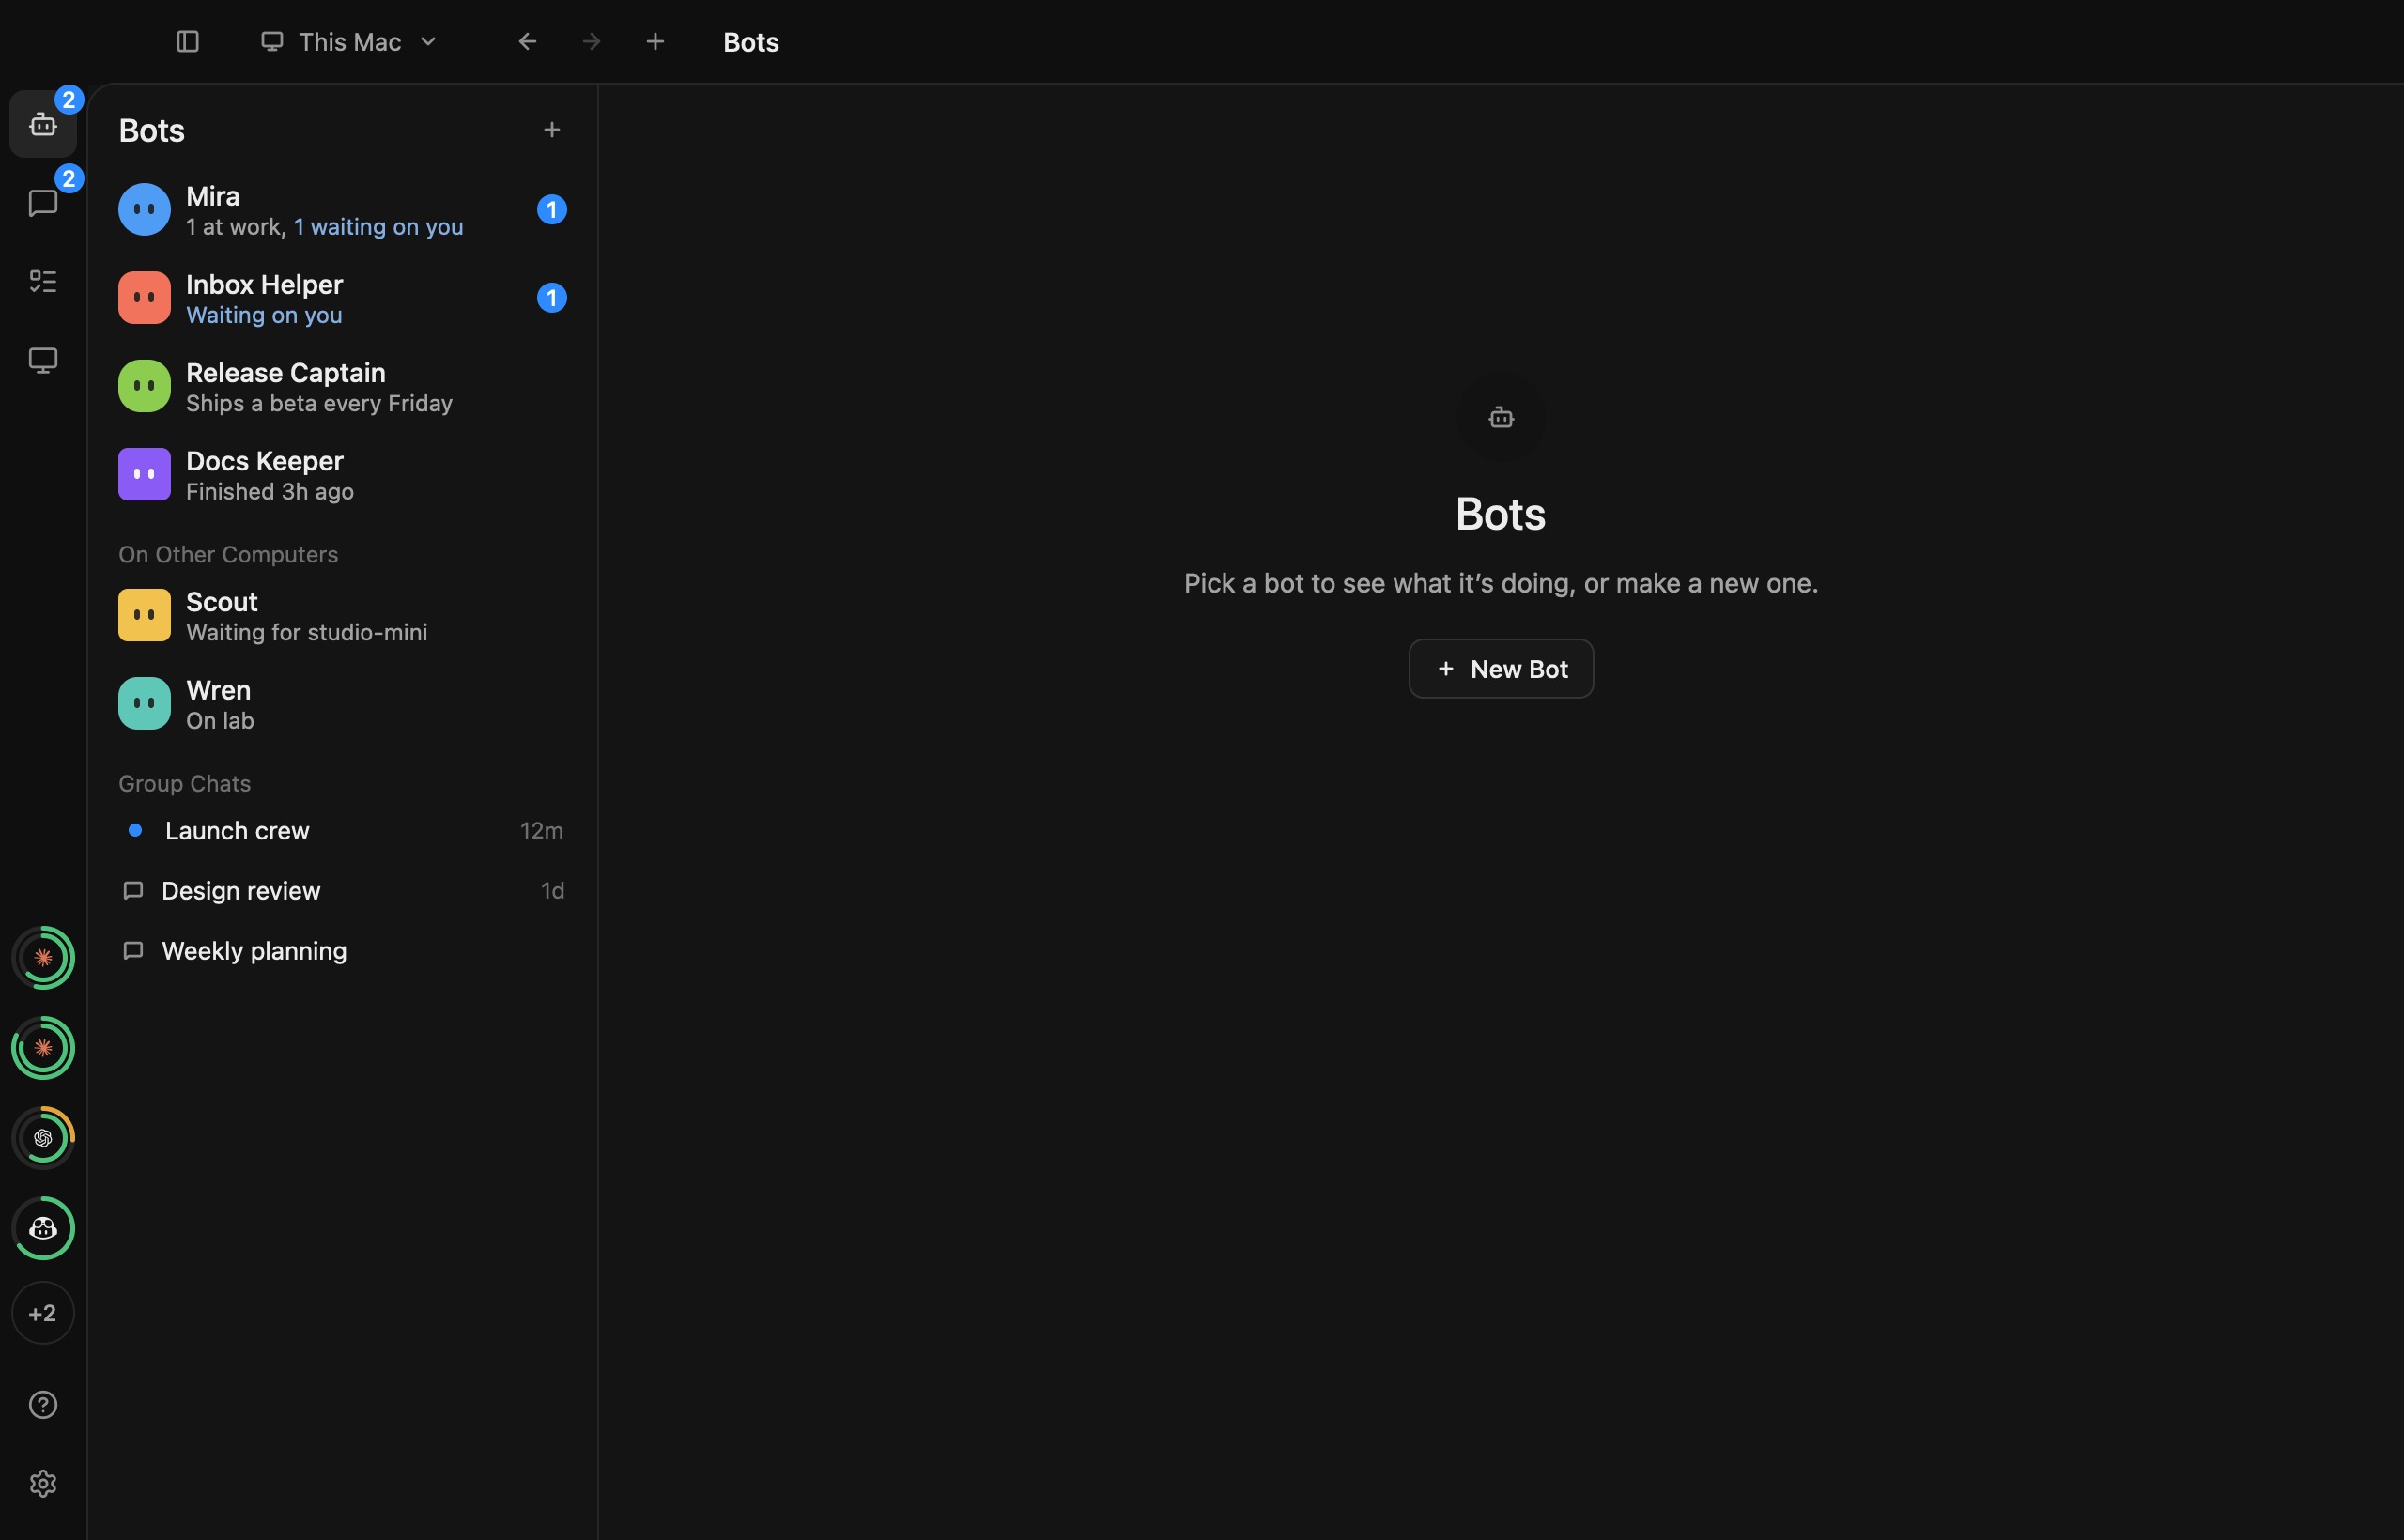 This Mac
Bots
2
2
Bots
Mira
1 at work, 1 waiting on you
1
Inbox Helper
Waiting on you
1
Release Captain
Ships a beta every Friday
Docs Keeper
Finished 3h ago
On Other Computers
Scout
Waiting for studio-mini
Wren
On lab
Group Chats
Launch crew 12m
Design review 1d
Weekly planning
+2
Bots
Pick a bot to see what it’s doing, or make a new one.
+ New Bot